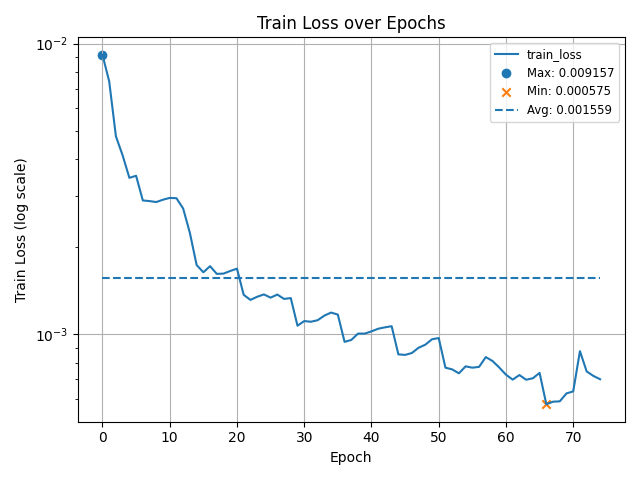 Train Loss over Epochs
train_loss
Max: 0.009157
Min: 0.000575
Avg: 0.001559
Train Loss (log scale)
10⁻²
10⁻³
0 10 20 30 40 50 60 70
Epoch